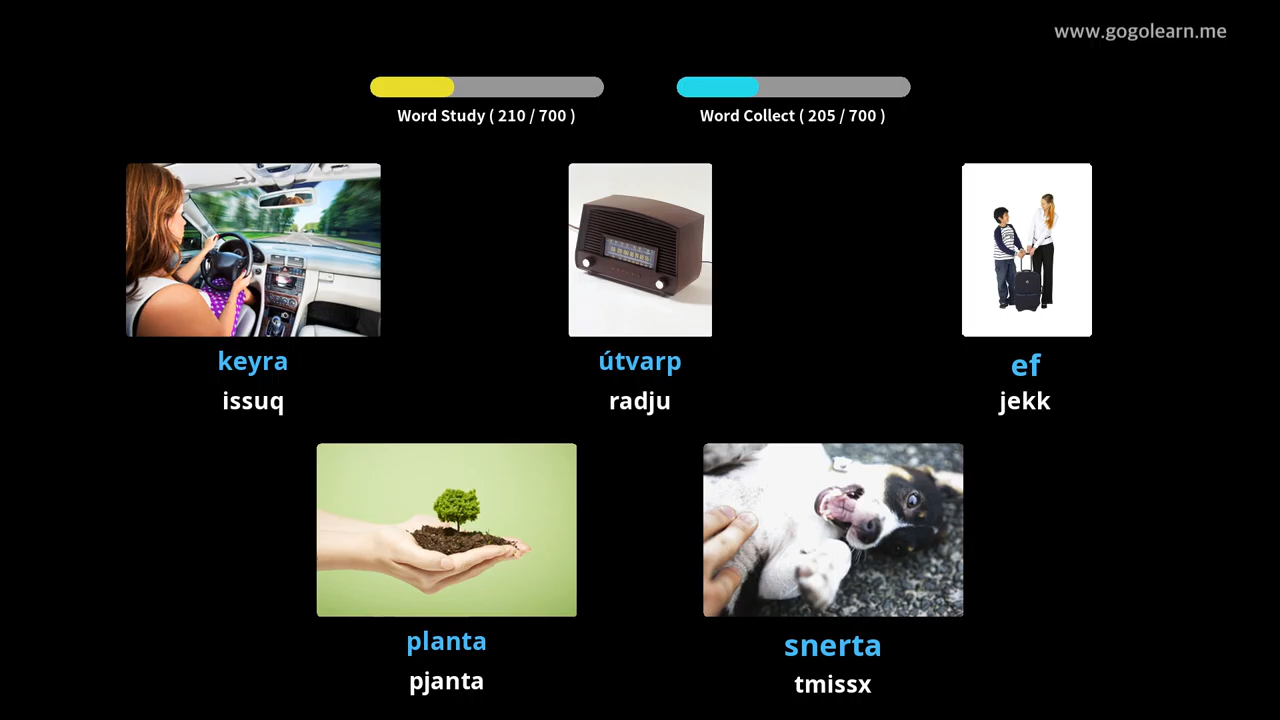 www.gogolearn.me
Word Study ( 210 / 700 )
Word Collect ( 205 / 700 )
keyra
issuq
útvarp
radju
ef
jekk
planta
pjanta
snerta
tmissx